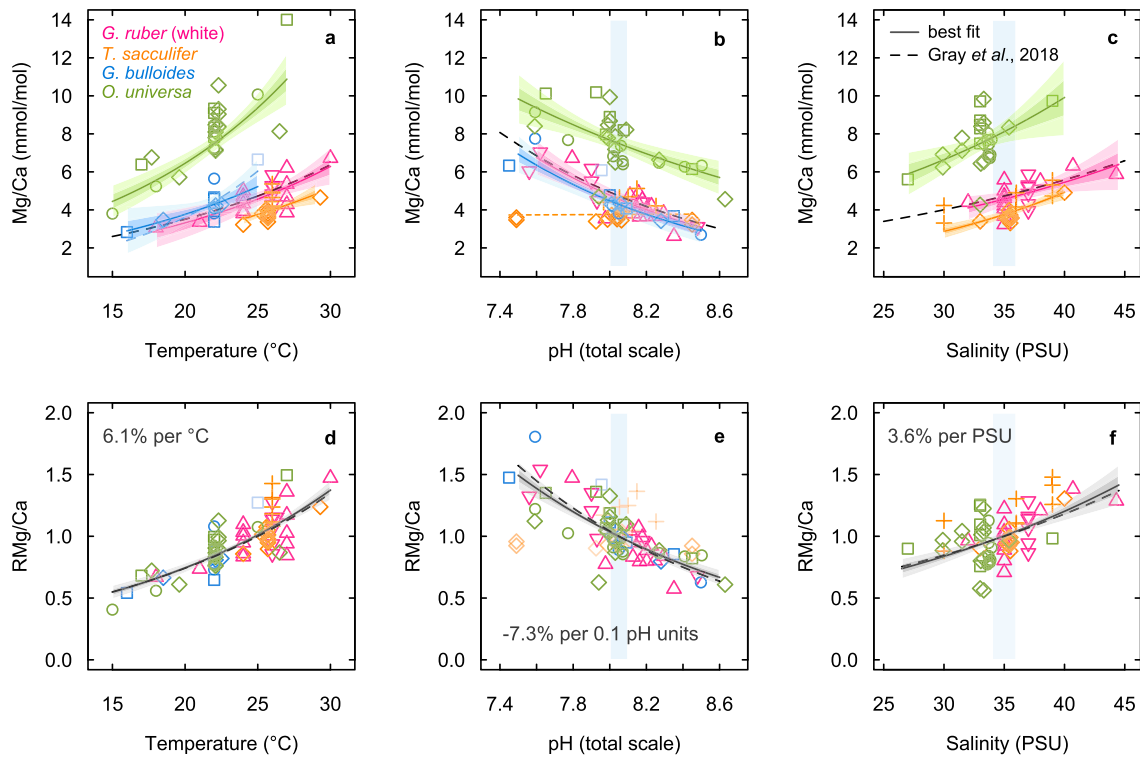 14
12
10
8
6
4
2
Mg/Ca (mmol/mol)
G. ruber (white)
T. sacculifer
G. bulloides
O. universa
a
15 20 25 30
Temperature (°C)
14
12
10
8
6
4
2
Mg/Ca (mmol/mol)
b
7.4 7.8 8.2 8.6
pH (total scale)
14
12
10
8
6
4
2
Mg/Ca (mmol/mol)
best fit
Gray et al., 2018
c
25 30 35 40 45
Salinity (PSU)
2.0
1.5
1.0
0.5
0.0
RMg/Ca
6.1% per °C
d
15 20 25 30
Temperature (°C)
2.0
1.5
1.0
0.5
0.0
RMg/Ca
e
-7.3% per 0.1 pH units
7.4 7.8 8.2 8.6
pH (total scale)
2.0
1.5
1.0
0.5
0.0
RMg/Ca
3.6% per PSU
f
25 30 35 40 45
Salinity (PSU)